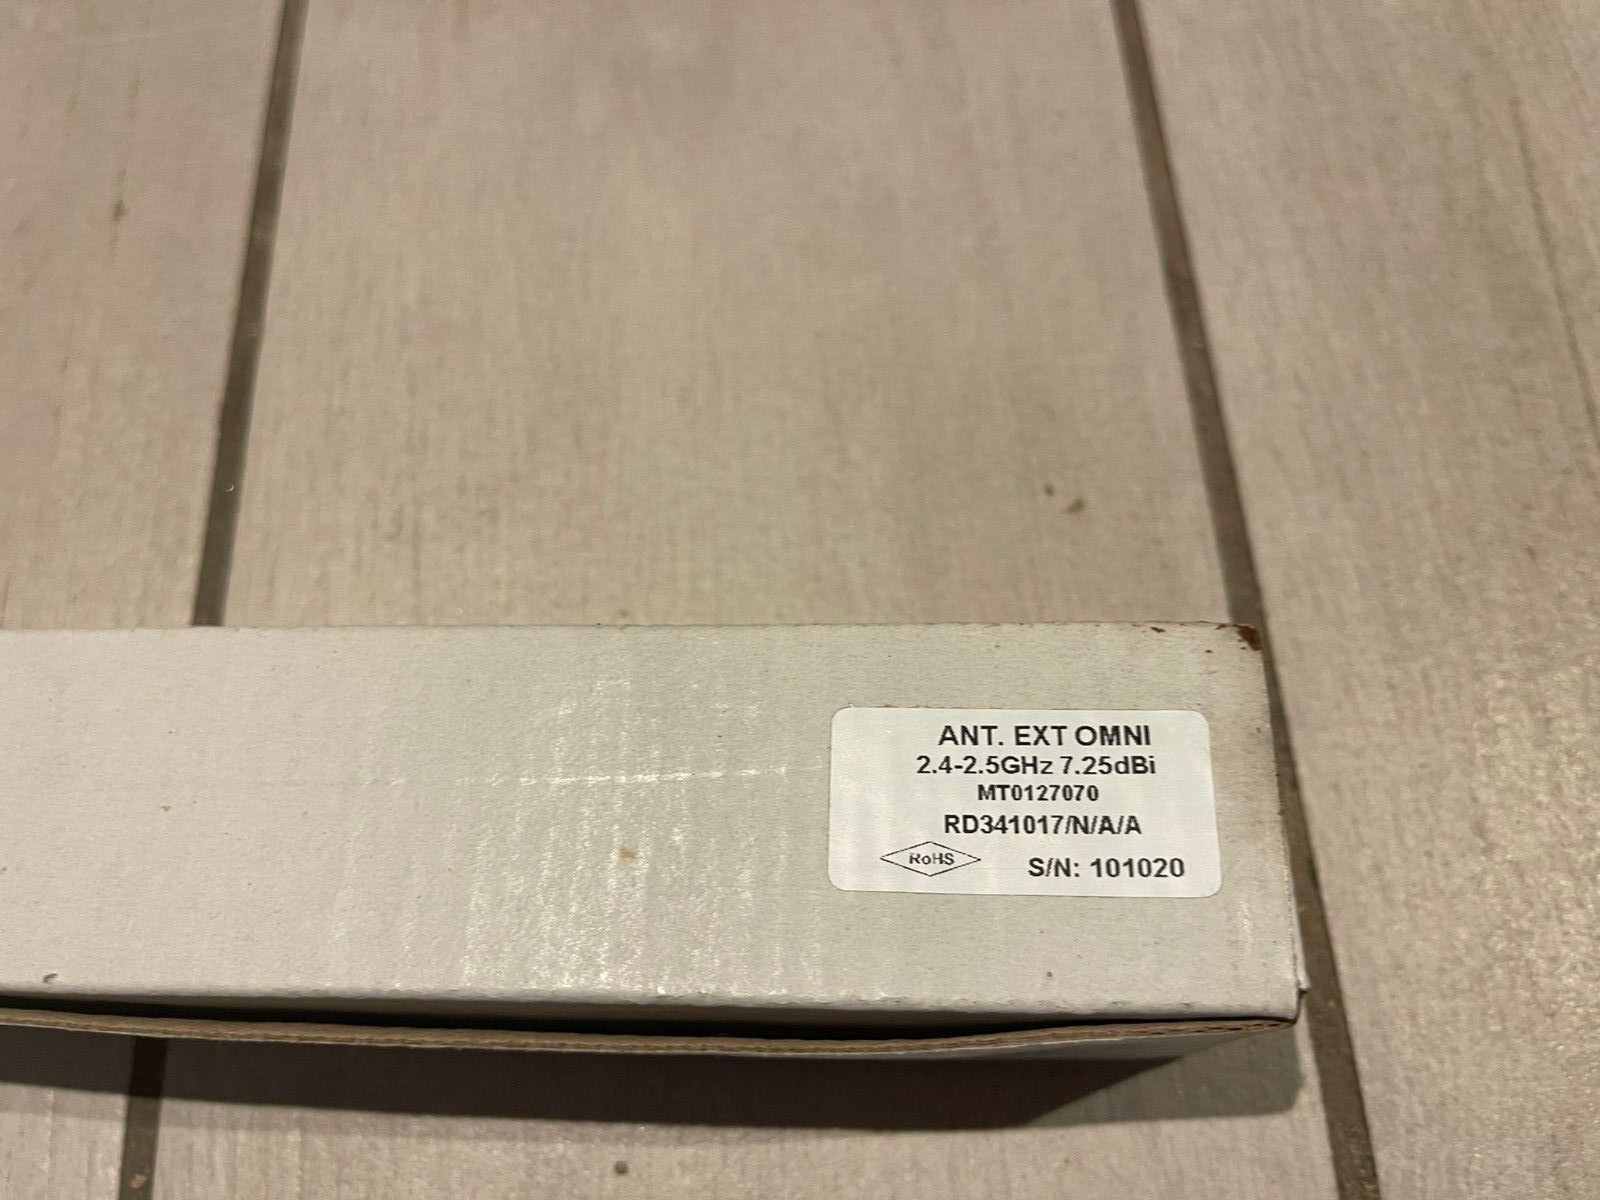 ANT. EXT OMNI
2.4-2.5GHz 7.25dBi
MT0127070
RD341017/N/A/A
RoHS S/N: 101020